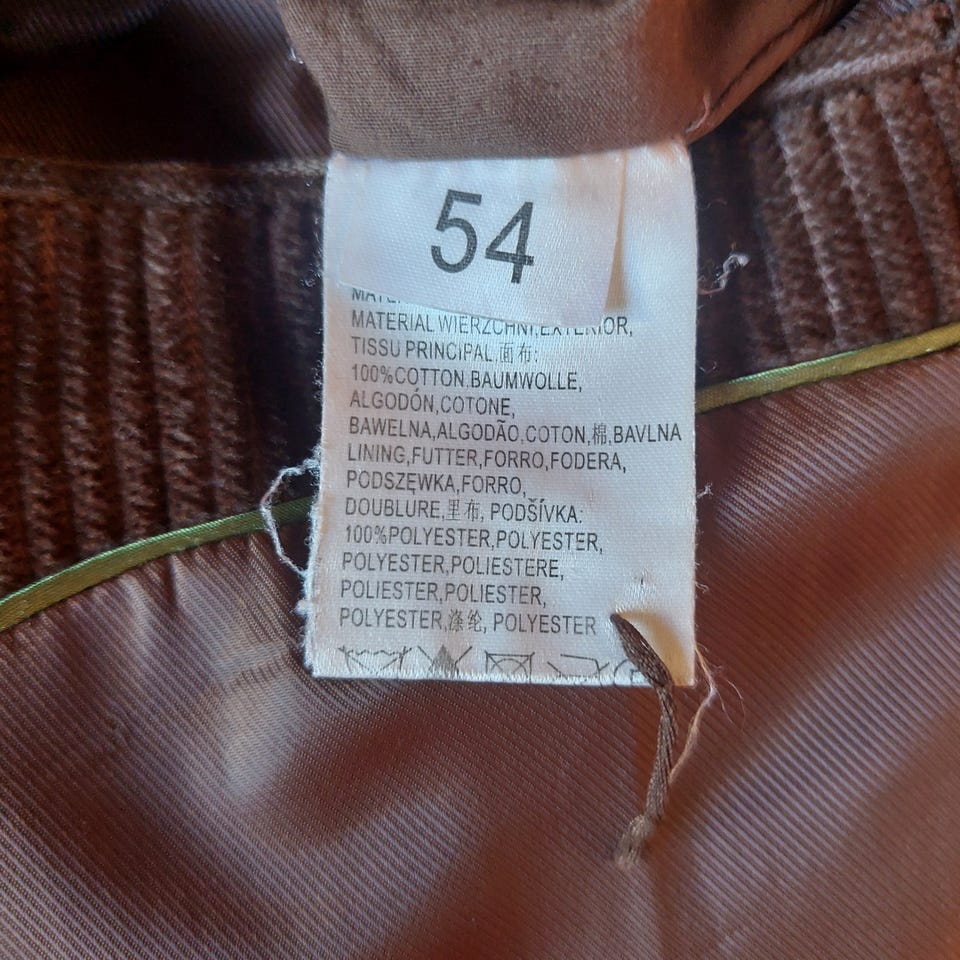 54
MATERIAL WIERZCHNI,EXTERIOR,
TISSU PRINCIPAL,面布:
100%COTTON.BAUMWOLLE,
ALGODÓN,COTONE,
BAWELNA,ALGODÃO,COTON,棉,BAVLNA
LINING,FUTTER,FORRO,FODERA,
PODSZĘWKA,FORRO,
DOUBLURE,里布, PODŠÍVKA:
100%POLYESTER,POLYESTER,
POLYESTER,POLIESTERE,
POLIESTER,POLIESTER,
POLYESTER,涤纶, POLYESTER